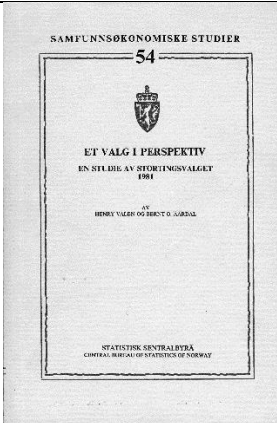 SAMFUNNSØKONOMISKE STUDIER
54
ET VALG I PERSPEKTIV
EN STUDIE AV STORTINGSVALGET
1981
AV
HENRY VALEN OG BERNT O. AARDAL
STATISTISK SENTRALBYRÅ
CENTRAL BUREAU OF STATISTICS OF NORWAY